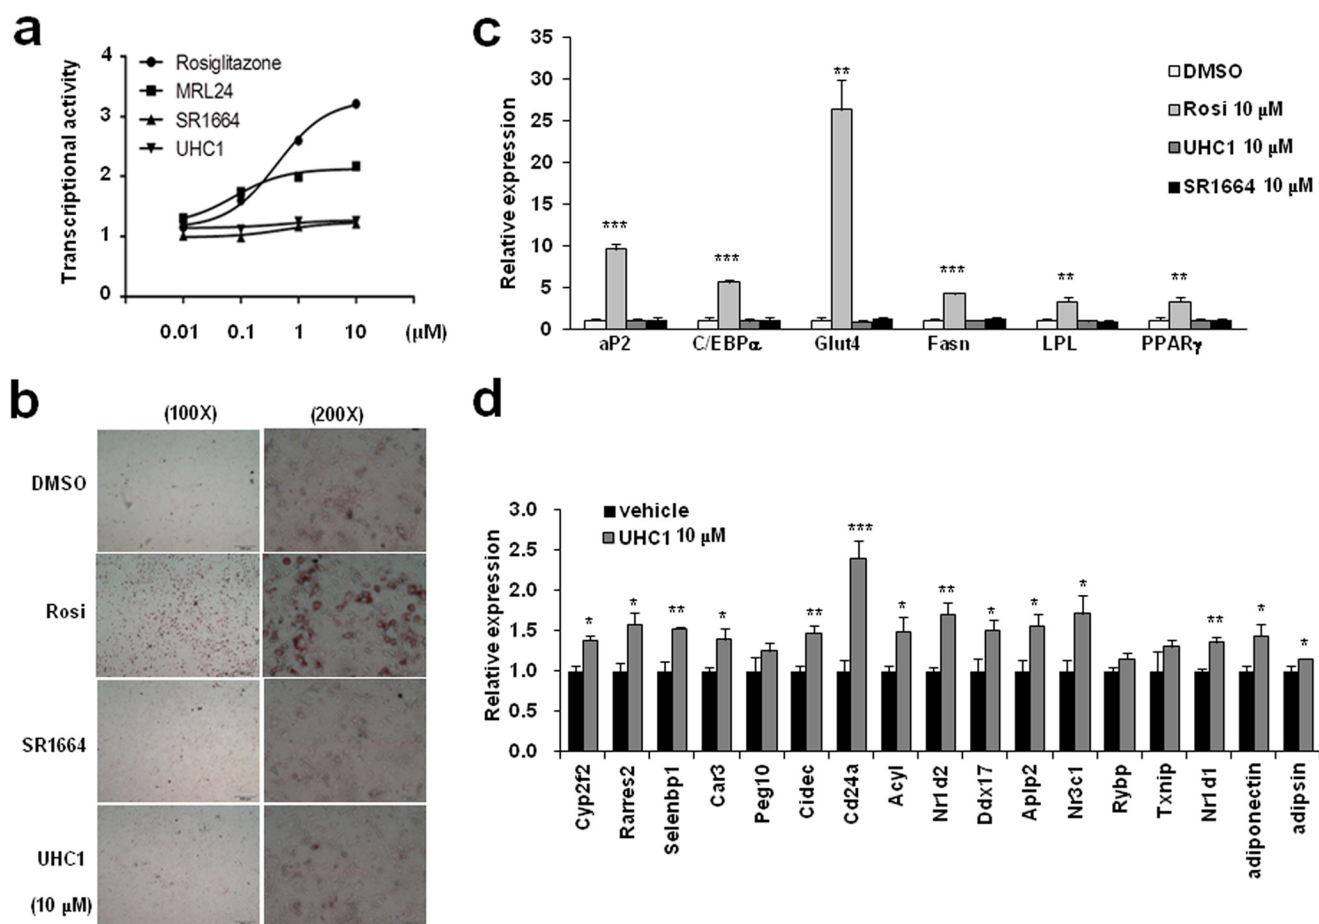 a
4
3
2
1
0
Transcriptional activity
Rosiglitazone
MRL24
SR1664
UHC1
0.01 0.1 1 10 (μM)
c
35
30
25
20
15
10
5
0
Relative expression
DMSO
Rosi 10 μM
UHC1 10 μM
SR1664 10 μM
*** *** ** *** ** **
aP2 C/EBPα Glut4 Fasn LPL PPARγ
b
(100X) (200X)
DMSO
Rosi
SR1664
UHC1
(10 μM)
d
3.0
2.5
2.0
1.5
1.0
0.5
0.0
Relative expression
vehicle
UHC1 10 μM
* * ** * ** *** * ** * * * ** * *
Cyp2f2
Rarres2
Selenbp1
Car3
Peg10
Cidec
Cd24a
Acyl
Nr1d2
Ddx17
Aplp2
Nr3c1
Rybp
Txnip
Nr1d1
adiponectin
adipsin